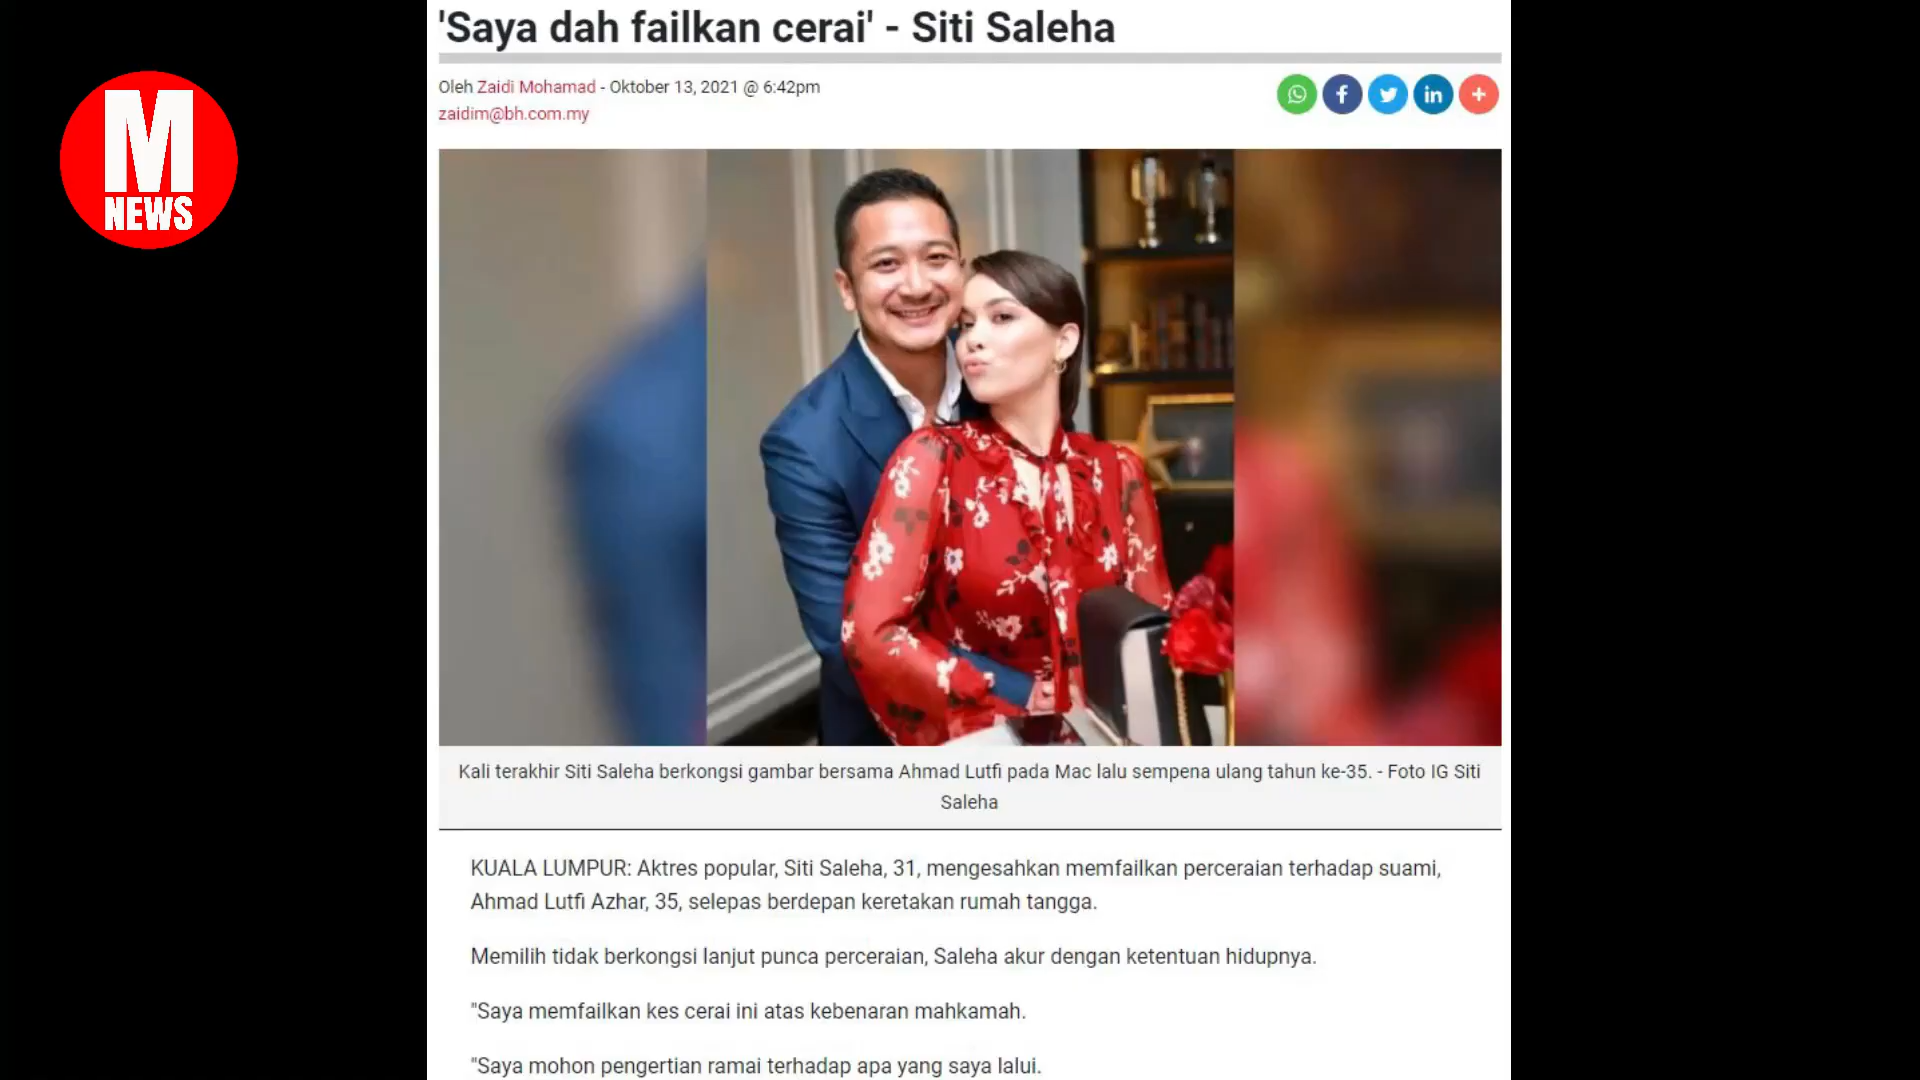 'Saya dah failkan cerai' - Siti Saleha
M
NEWS
Oleh Zaidi Mohamad - Oktober 13, 2021 @ 6:42pm
zaidim@bh.com.my
Kali terakhir Siti Saleha berkongsi gambar bersama Ahmad Lutfi pada Mac lalu sempena ulang tahun ke-35. - Foto IG Siti
Saleha
KUALA LUMPUR: Aktres popular, Siti Saleha, 31, mengesahkan memfailkan perceraian terhadap suami,
Ahmad Lutfi Azhar, 35, selepas berdepan keretakan rumah tangga.
Memilih tidak berkongsi lanjut punca perceraian, Saleha akur dengan ketentuan hidupnya.
"Saya memfailkan kes cerai ini atas kebenaran mahkamah.
"Saya mohon pengertian ramai terhadap apa yang saya lalui.